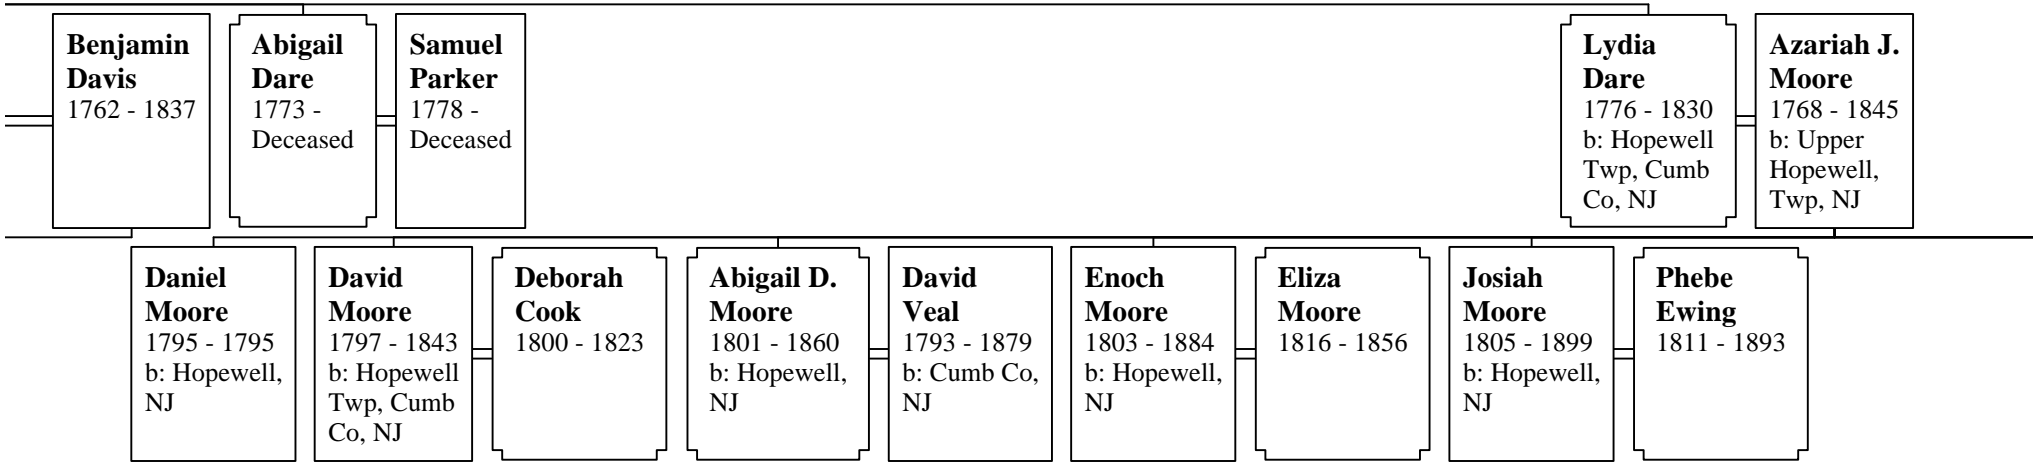 Benjamin
Davis
1762 - 1837
Abigail
Dare
1773 -
Deceased
Samuel
Parker
1778 -
Deceased
Lydia
Dare
1776 - 1830
b: Hopewell
Twp, Cumb
Co, NJ
Azariah J.
Moore
1768 - 1845
b: Upper
Hopewell,
Twp, NJ
Daniel
Moore
1795 - 1795
b: Hopewell,
NJ
David
Moore
1797 - 1843
b: Hopewell
Twp, Cumb
Co, NJ
Deborah
Cook
1800 - 1823
Abigail D.
Moore
1801 - 1860
b: Hopewell,
NJ
David
Veal
1793 - 1879
b: Cumb Co,
NJ
Enoch
Moore
1803 - 1884
b: Hopewell,
NJ
Eliza
Moore
1816 - 1856
Josiah
Moore
1805 - 1899
b: Hopewell,
NJ
Phebe
Ewing
1811 - 1893